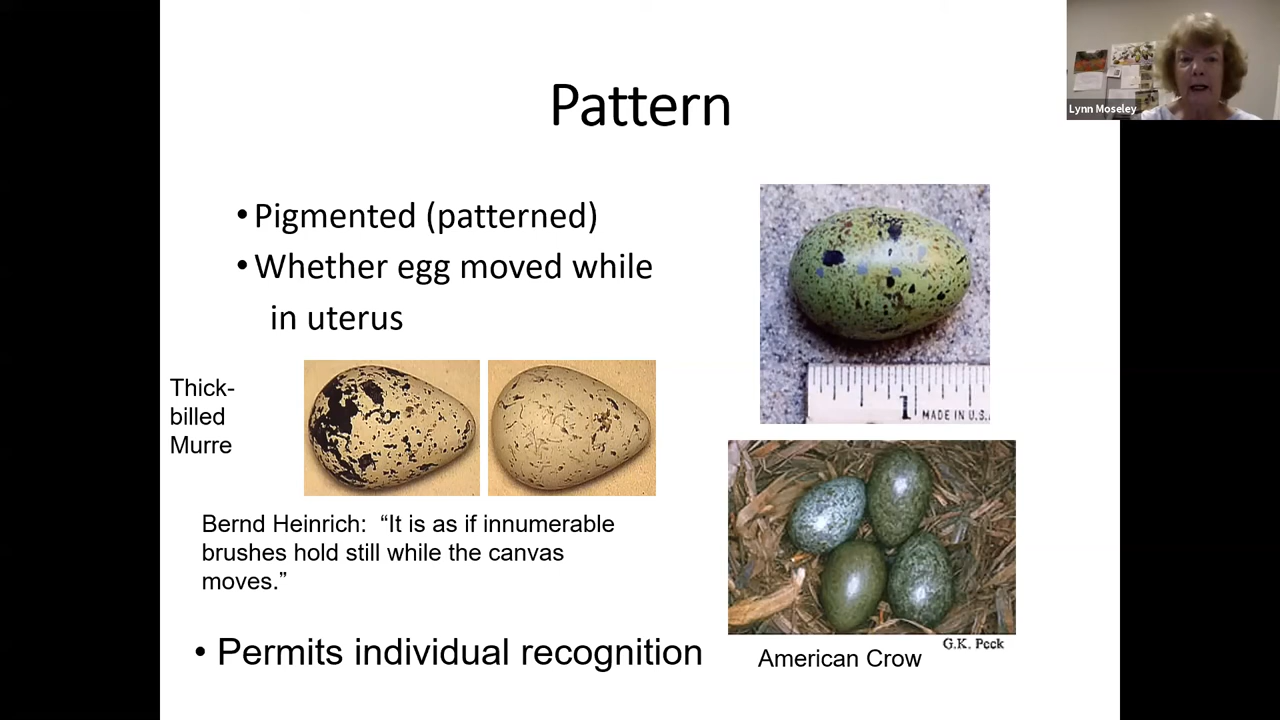 Lynn Moseley
Pattern
• Pigmented (patterned)
• Whether egg moved while
in uterus
Thick-
billed
Murre
Bernd Heinrich: “It is as if innumerable
brushes hold still while the canvas
moves.”
• Permits individual recognition
1
MADE IN U.S.
G.K. Peck
American Crow